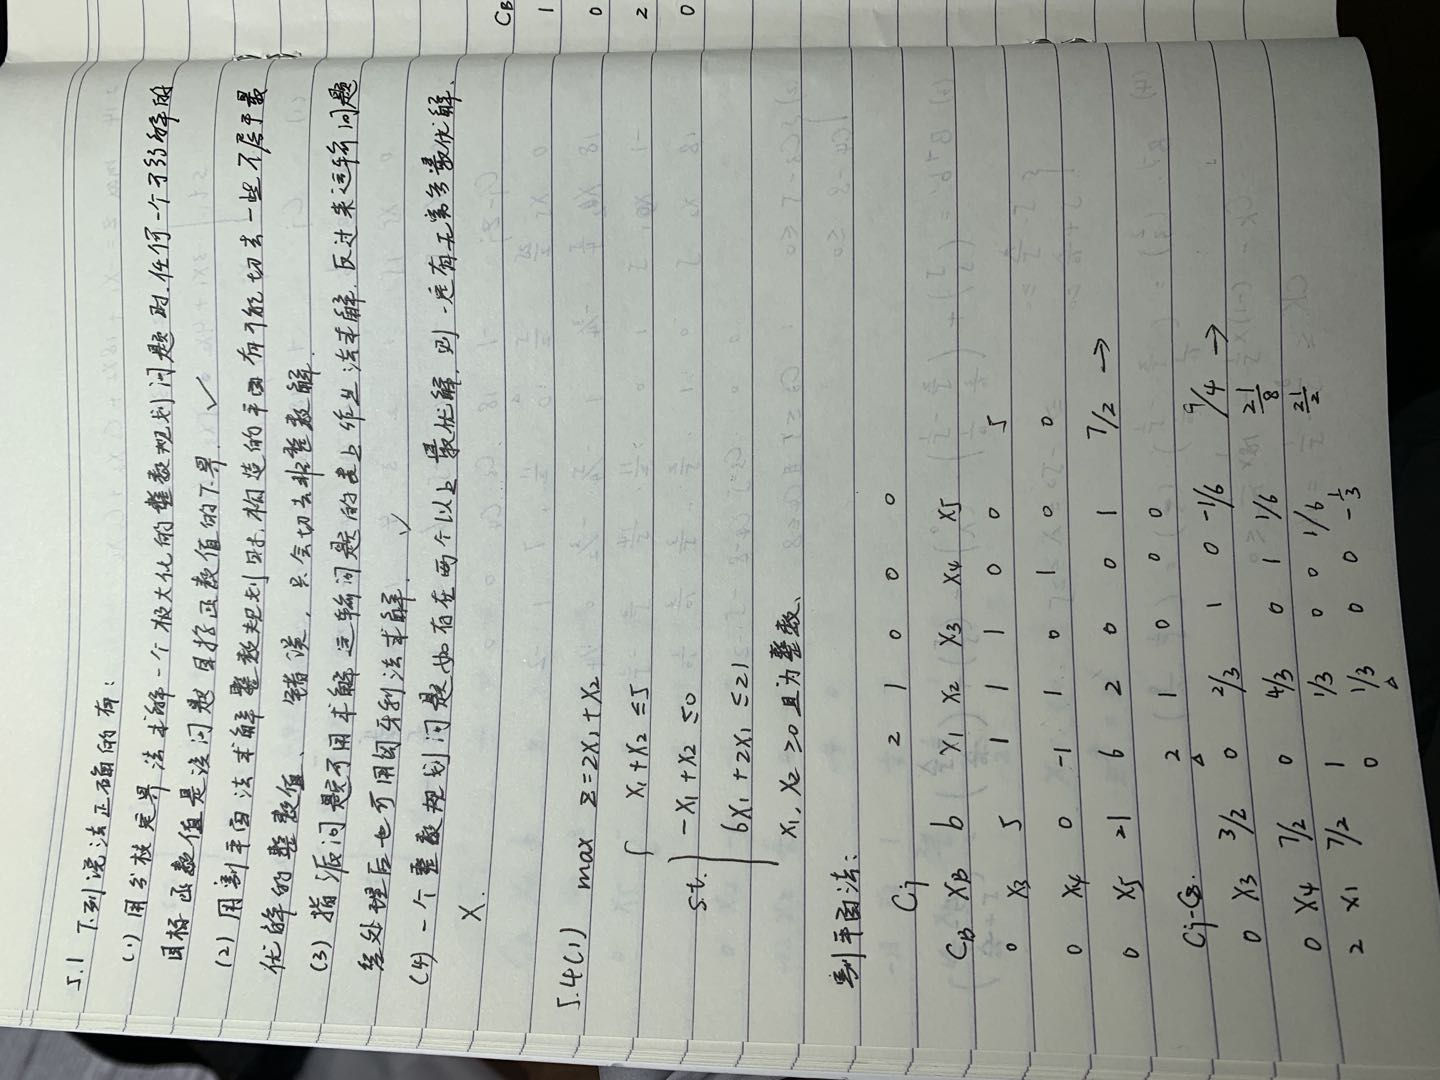 5.1 下列说法正确的有:
(1) 用分枝定界法求解一个极大化的整数规划问题时,任何一个可行解的
目标函数值是该问题目标函数值的下界. ✓
(2) 用割平面法求解整数规划时,构造的平面有可能切去一些不属于最
优解的整数值、 错误,只会切去非整数解.
(3) 指派问题可用求解运输问题的表上作业法求解.反过来运输问题
经处理后也可用匈牙利法求解. ✓
(4) 一个整数规划问题如存在两个以上最优解,则一定有无穷多最优解、
X.
5.4(1) max z=2X1+X2
s.t. { X1+X2≤5
-X1+X2≤0
6X1+2X1≤21
X1,X2≥0且为整数、
割平面法:
Cj 2 1 0 0 0
CB XB b X1 X2 X3 X4 X5
0 X3 5 1 1 1 0 0 5
0 X4 0 -1 1 0 1 0 0
0 X5 21 6 2 0 0 1 7/2 →
2 1 0 0 0
0 X3 3/2 0 2/3 1 0 -1/6 9/4 →
0 X4 7/2 0 4/3 0 1 1/6 21/8
2 X1 7/2 1 1/3 0 0 1/6 21/2
0 1/3 0 0 -1/3
CB
1
0
2
0